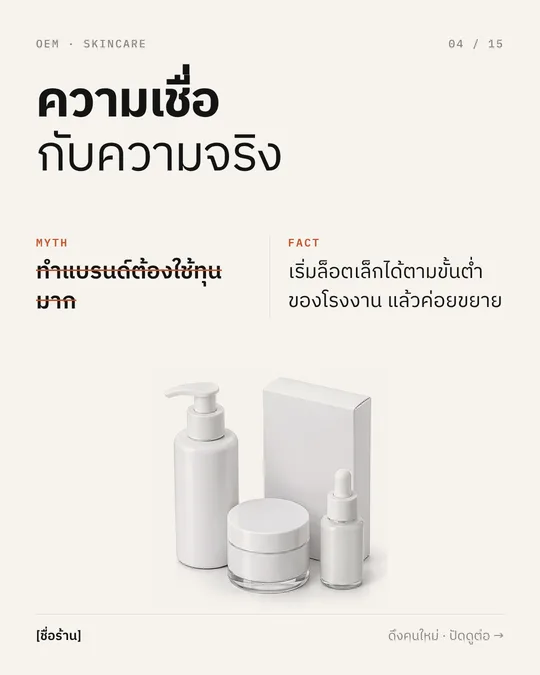 OEM · SKINCARE
04 / 15
ความเชื่อ
กับความจริง
MYTH
ทำแบรนด์ต้องใช้ทุน
มาก
FACT
เริ่มล็อตเล็กได้ตามขั้นต่ำ
ของโรงงาน แล้วค่อยขยาย
[ชื่อร้าน]
ดึงคนใหม่ · ปัดดูต่อ →